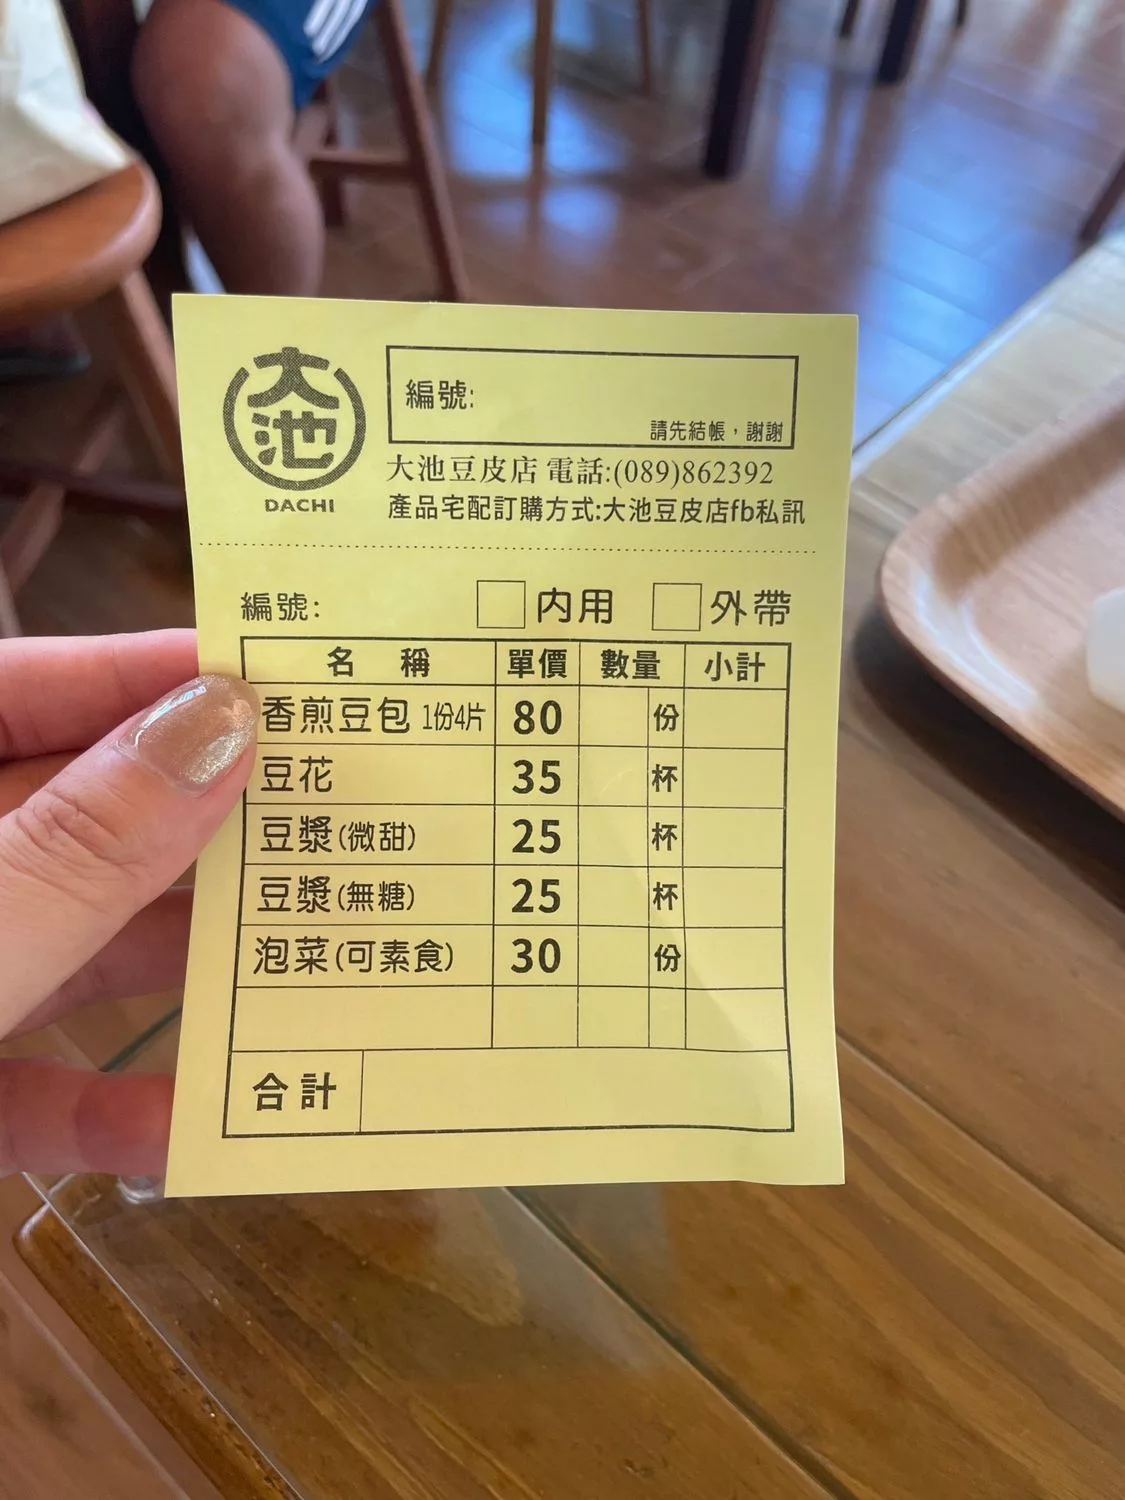 大池
DACHI
編號:
請先結帳，謝謝
大池豆皮店 電話:(089)862392
產品宅配訂購方式:大池豆皮店fb私訊
編號: 內用 外帶
名 稱 單價 數量 小計
香煎豆包 1份4片 80 份
豆花 35 杯
豆漿(微甜) 25 杯
豆漿(無糖) 25 杯
泡菜(可素食) 30 份
合計